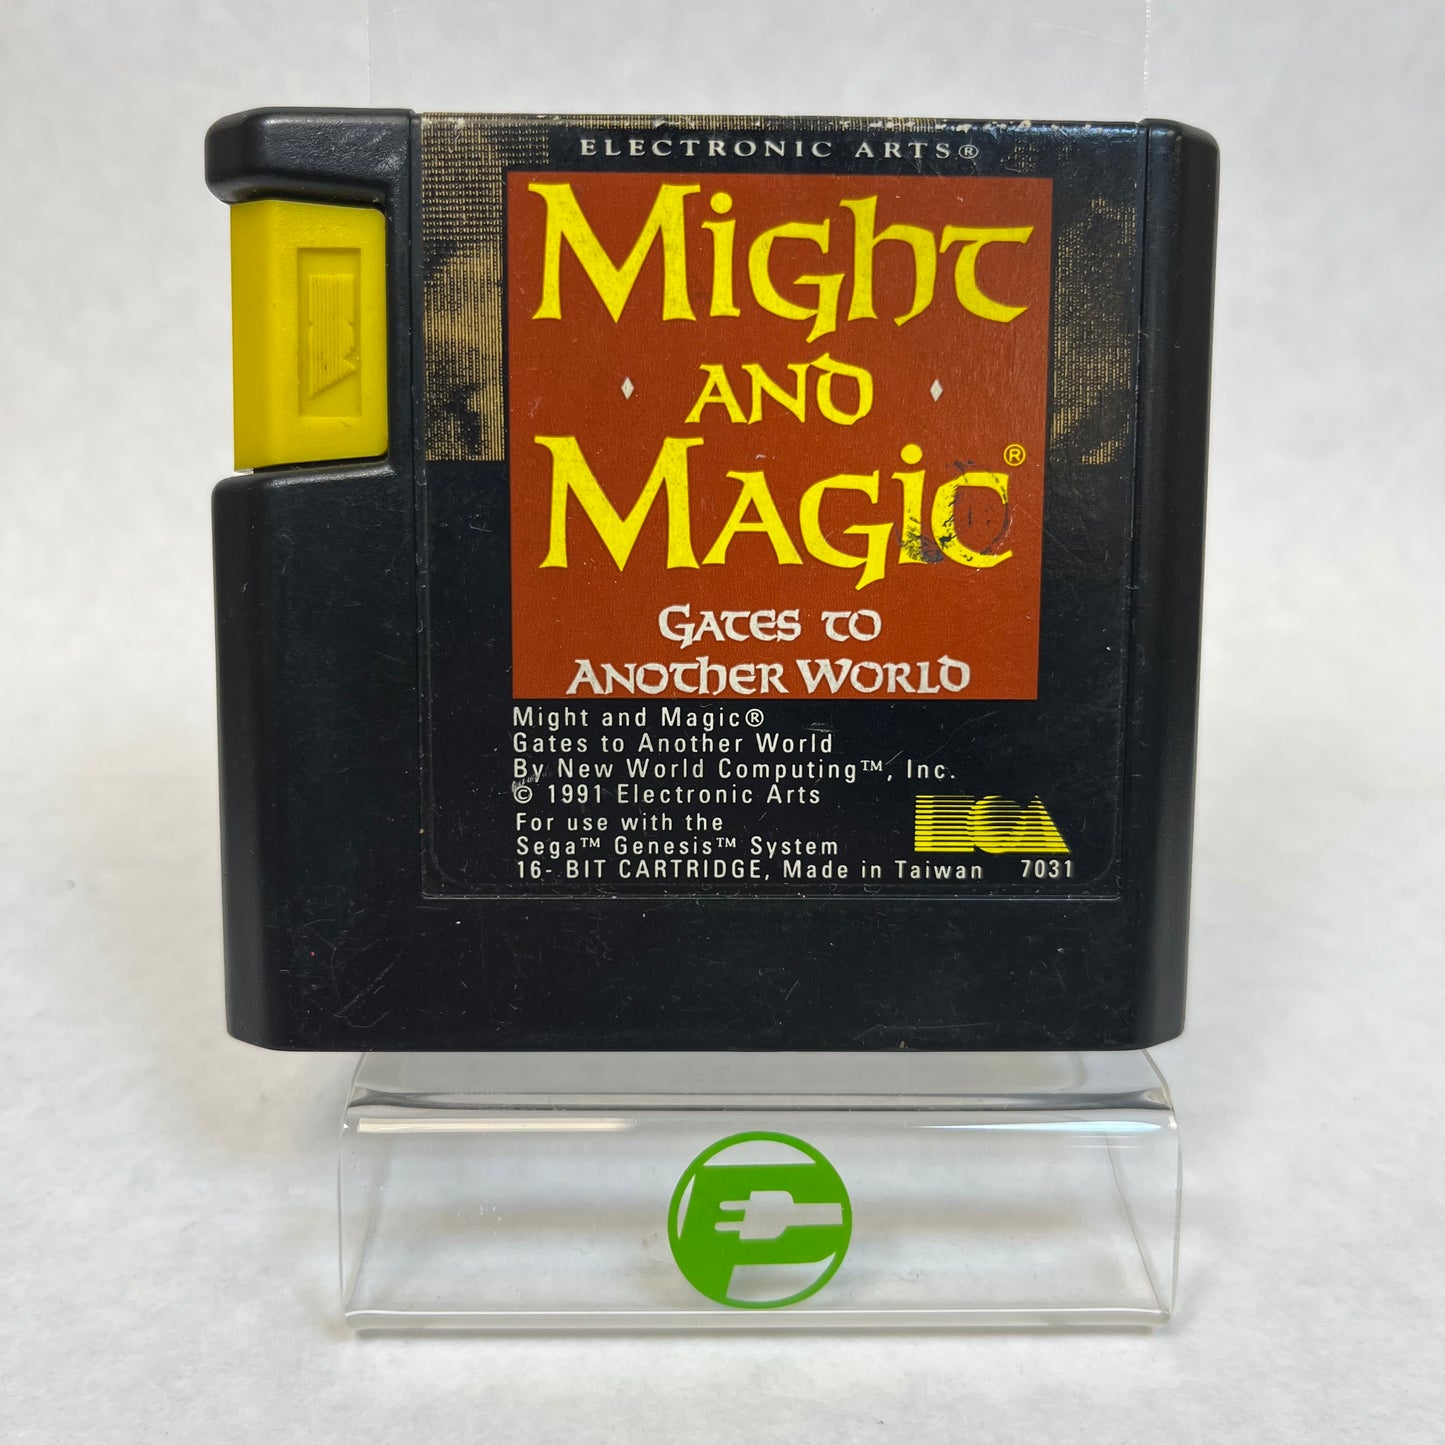 ELECTRONIC ARTS®
Might
AND
Magic®
Gates to
Another World
Might and Magic®
Gates to Another World
By New World Computing™, Inc.
© 1991 Electronic Arts
For use with the
Sega™ Genesis™ System
16- BIT CARTRIDGE, Made in Taiwan 7031
EA